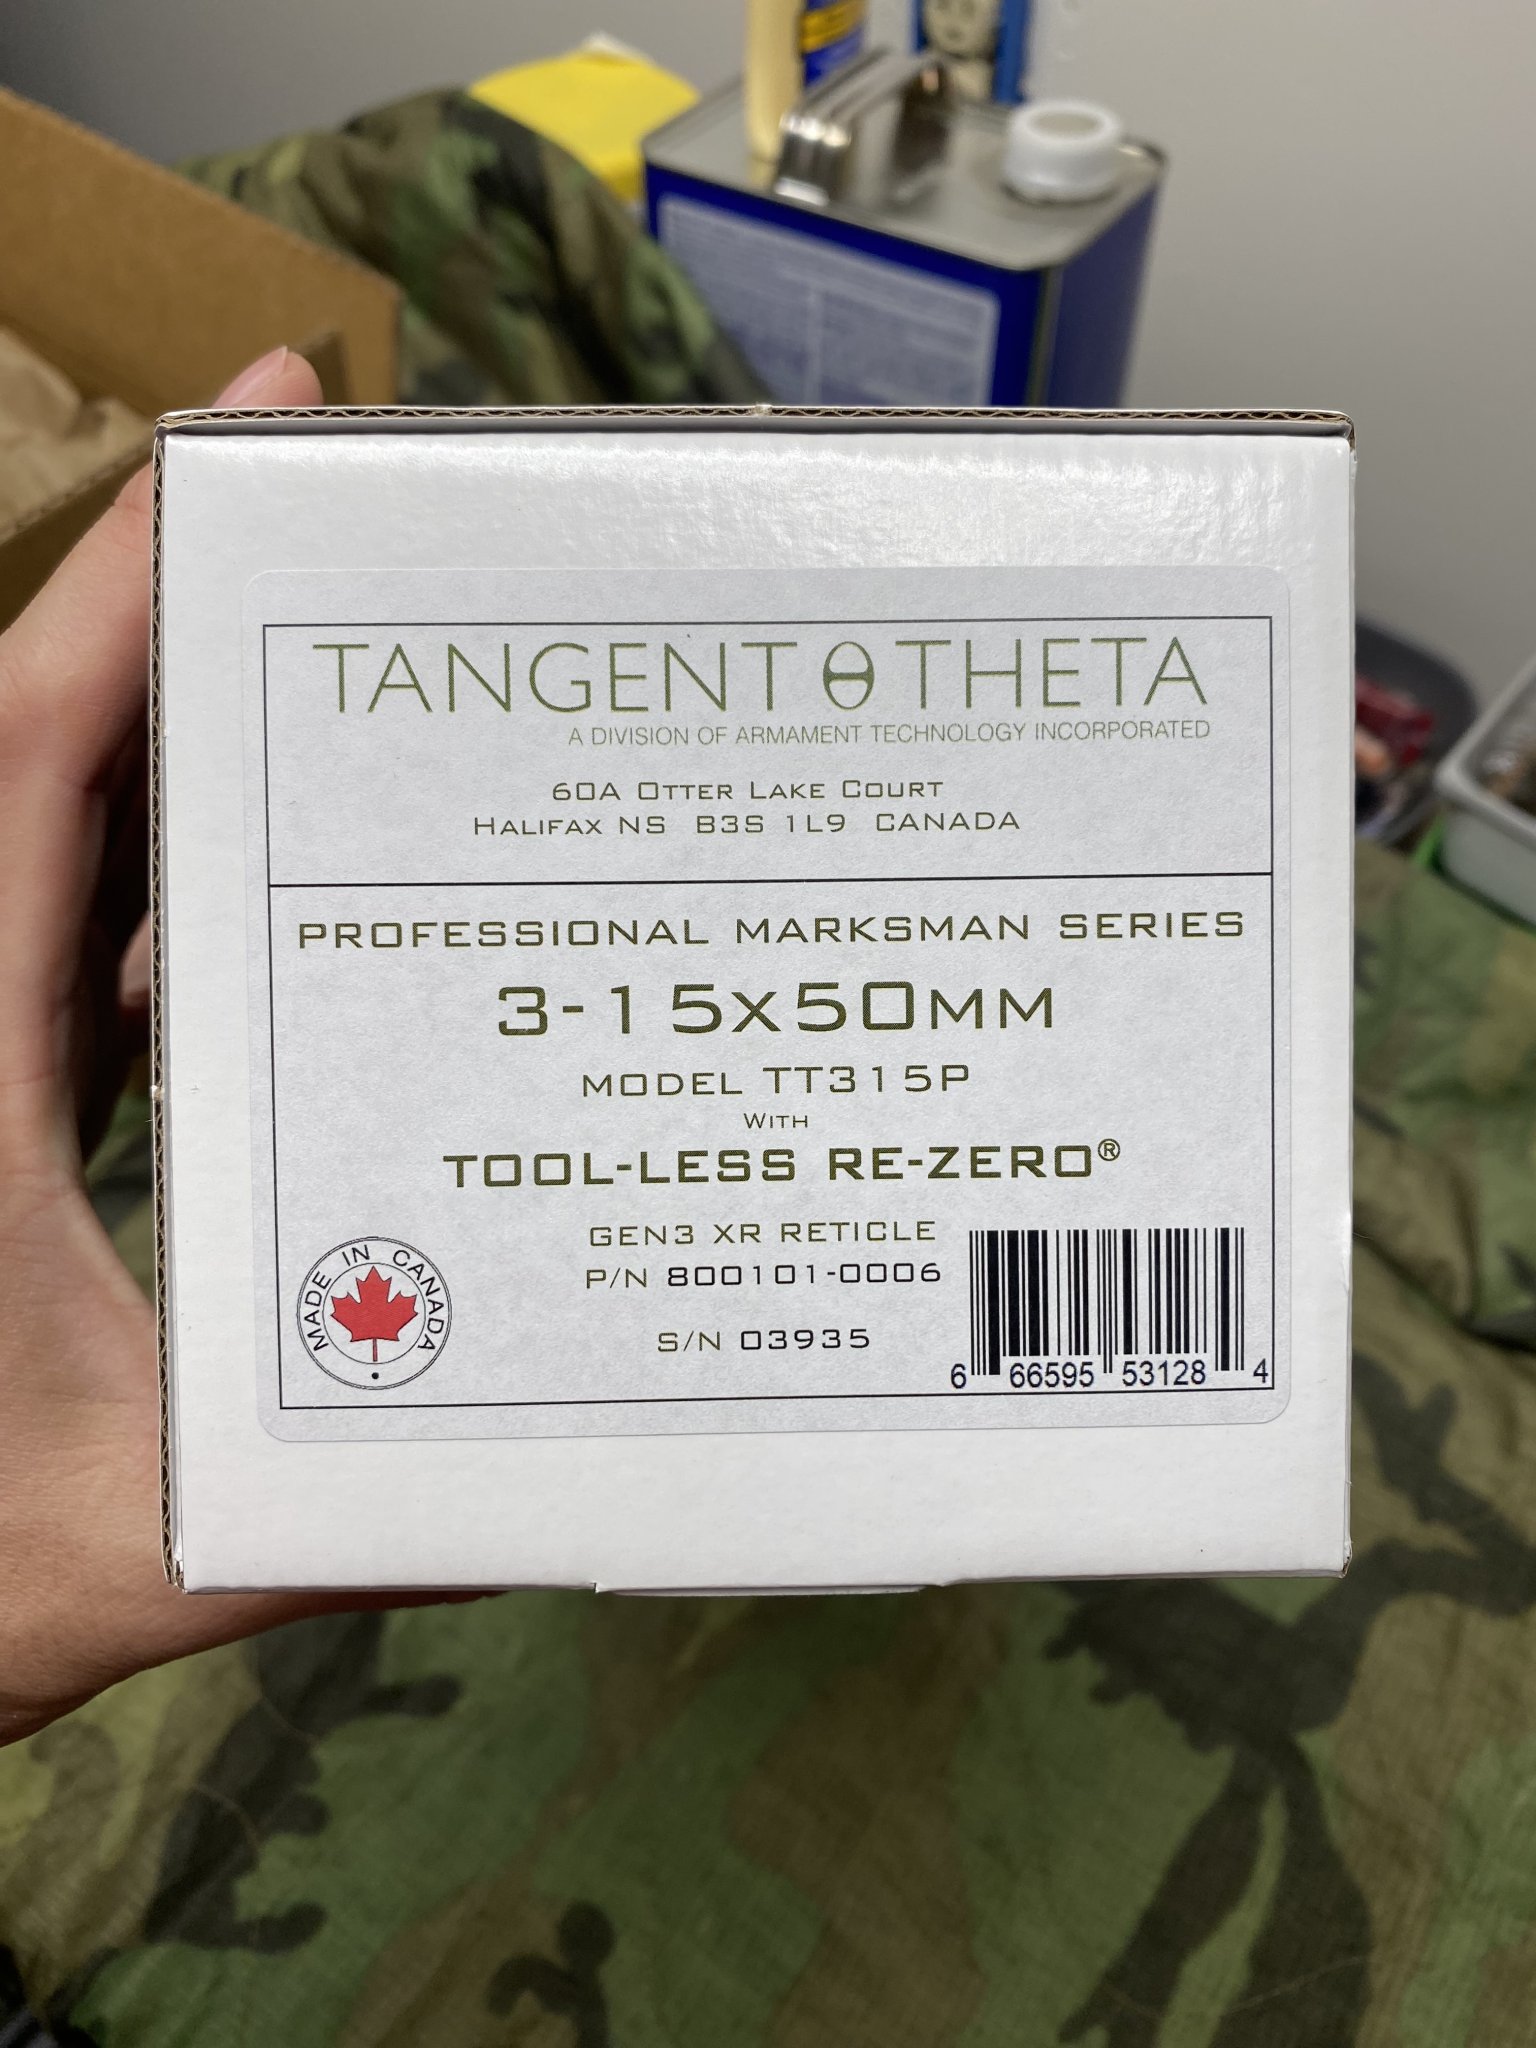 TANGENT THETA
A DIVISION OF ARMAMENT TECHNOLOGY INCORPORATED
60A OTTER LAKE COURT
HALIFAX NS B3S 1L9 CANADA
PROFESSIONAL MARKSMAN SERIES
3-15x50MM
MODEL TT315P
WITH
TOOL-LESS RE-ZERO®
GEN3 XR RETICLE
P/N 800101-0006
S/N 03935
MADE IN CANADA
6 66595 53128 4